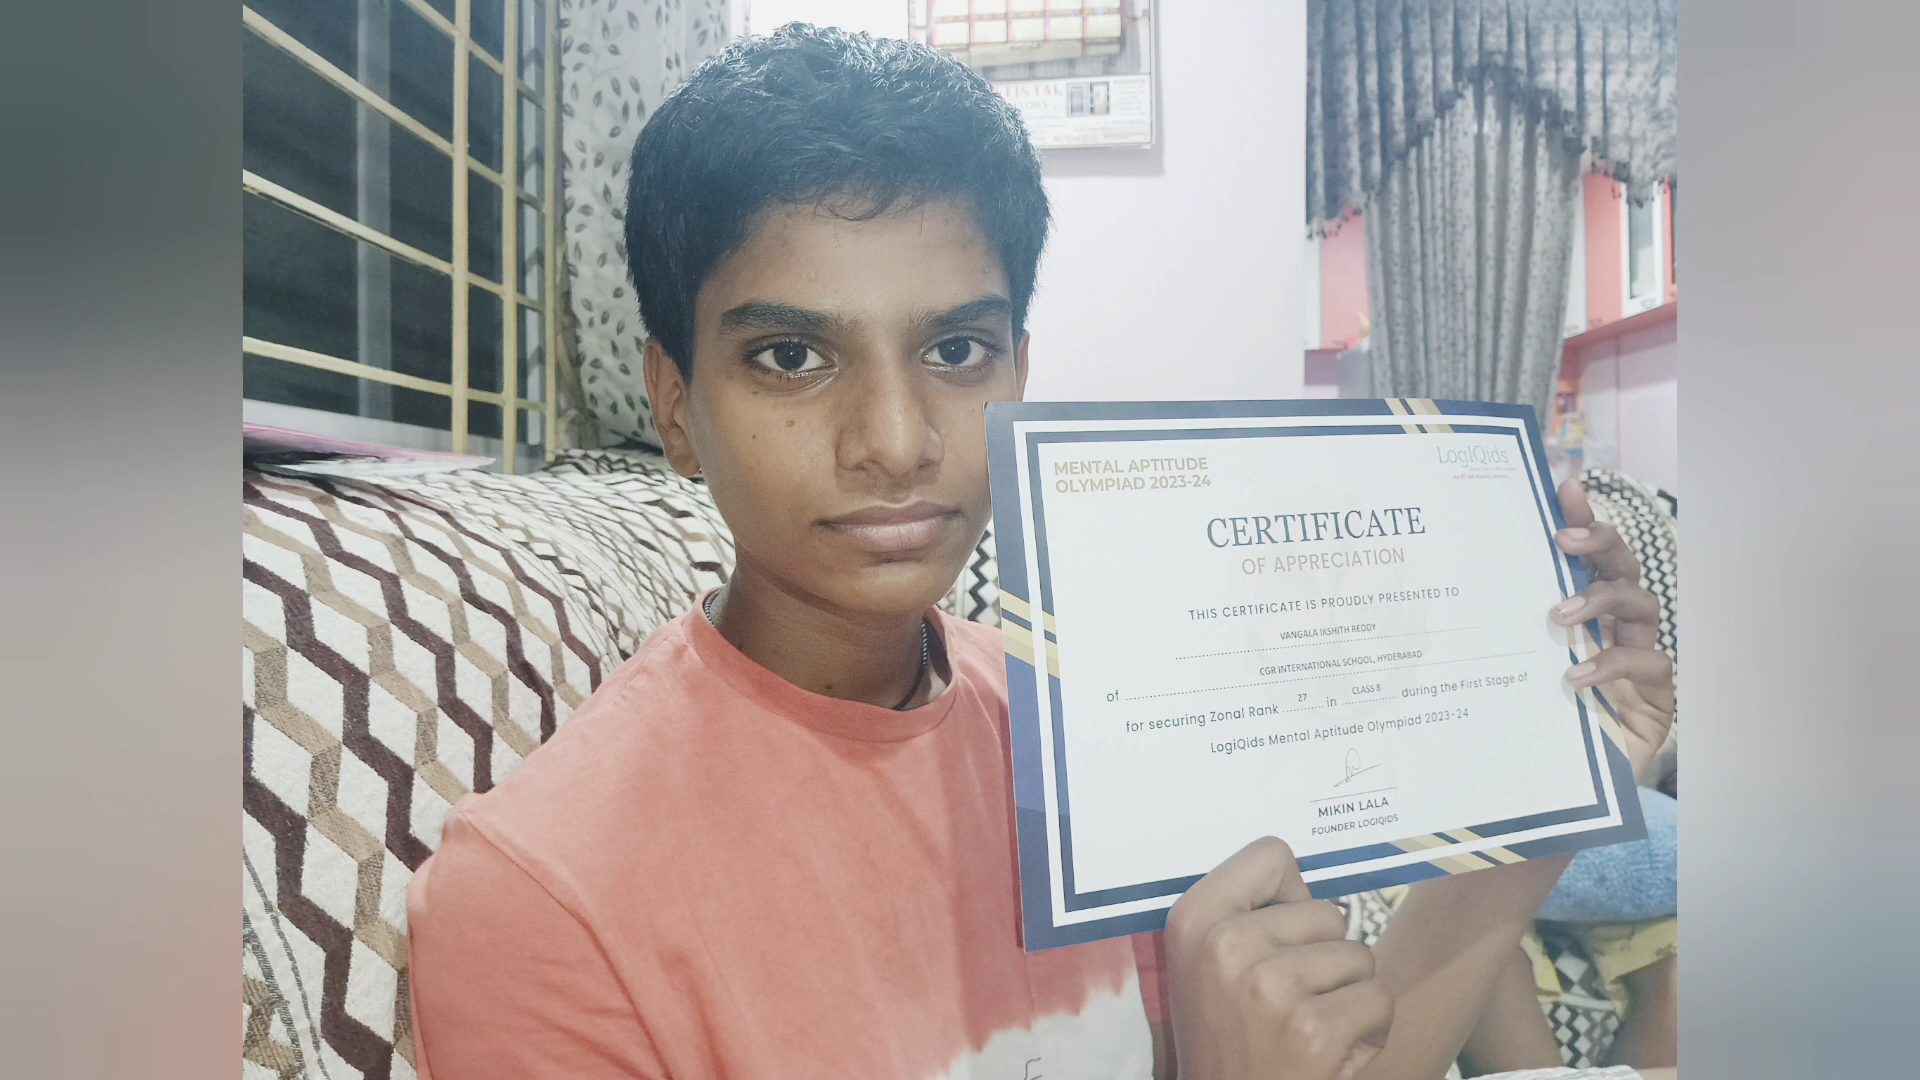 MENTAL APTITUDE
OLYMPIAD 2023-24
LogIQids
CERTIFICATE
OF APPRECIATION
THIS CERTIFICATE IS PROUDLY PRESENTED TO
VANGALA IKSHITH REDDY
CGR INTERNATIONAL SCHOOL, HYDERABAD
of
for securing Zonal Rank 27 in CLASS 8 during the First Stage of
LogiQids Mental Aptitude Olympiad 2023-24
MIKIN LALA
FOUNDER LOGIQIDS